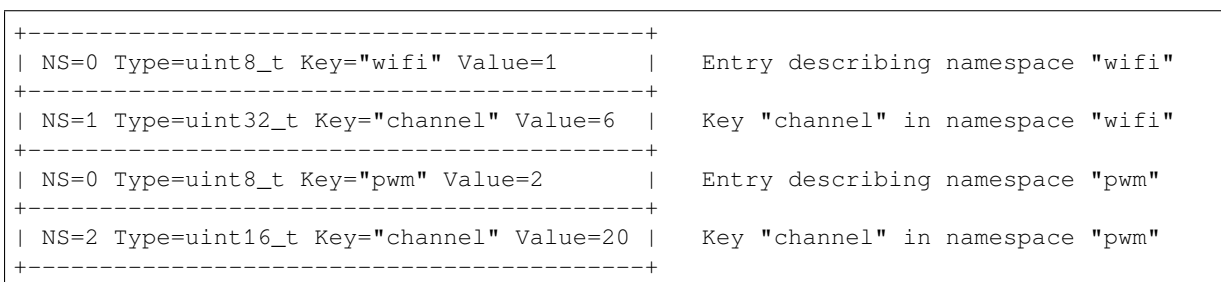 +-------------------------------------------+
| NS=0 Type=uint8_t Key="wifi" Value=1      |   Entry describing namespace "wifi"
+-------------------------------------------+
| NS=1 Type=uint32_t Key="channel" Value=6  |   Key "channel" in namespace "wifi"
+-------------------------------------------+
| NS=0 Type=uint8_t Key="pwm" Value=2       |   Entry describing namespace "pwm"
+-------------------------------------------+
| NS=2 Type=uint16_t Key="channel" Value=20 |   Key "channel" in namespace "pwm"
+-------------------------------------------+